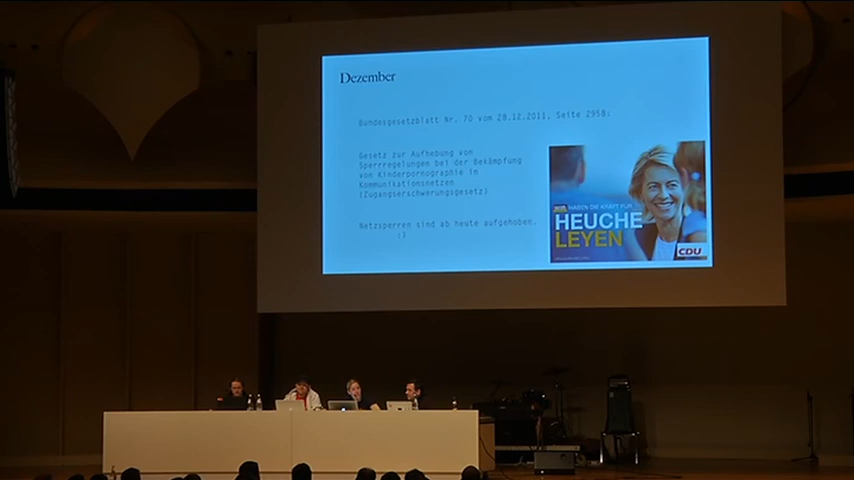 Dezember
Bundesgesetzblatt Nr. 70 vom 28.12.2011, Seite 2958:
Gesetz zur Aufhebung von
Sperrregelungen bei der Bekämpfung
von Kinderpornographie in
Kommunikationsnetzen
(Zugangserschwerungsgesetz)
Netzsperren sind ab heute aufgehoben.
:)
HABEN DIE KRAFT FÜR
HEUCHE
LEYEN
CDU